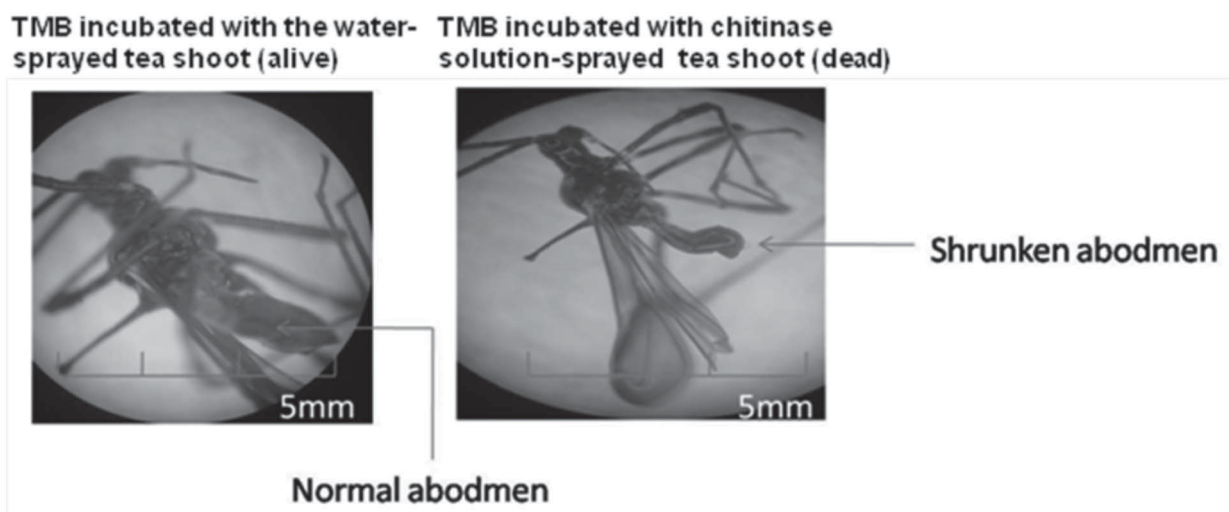 TMB incubated with the water-
sprayed tea shoot (alive)
TMB incubated with chitinase
solution-sprayed tea shoot (dead)
Shrunken abodmen
5mm
5mm
Normal abodmen